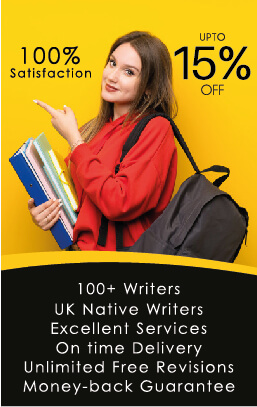 100%
Satisfaction
UPTO
15%
OFF
100+ Writers
UK Native Writers
Excellent Services
On time Delivery
Unlimited Free Revisions
Money-back Guarantee